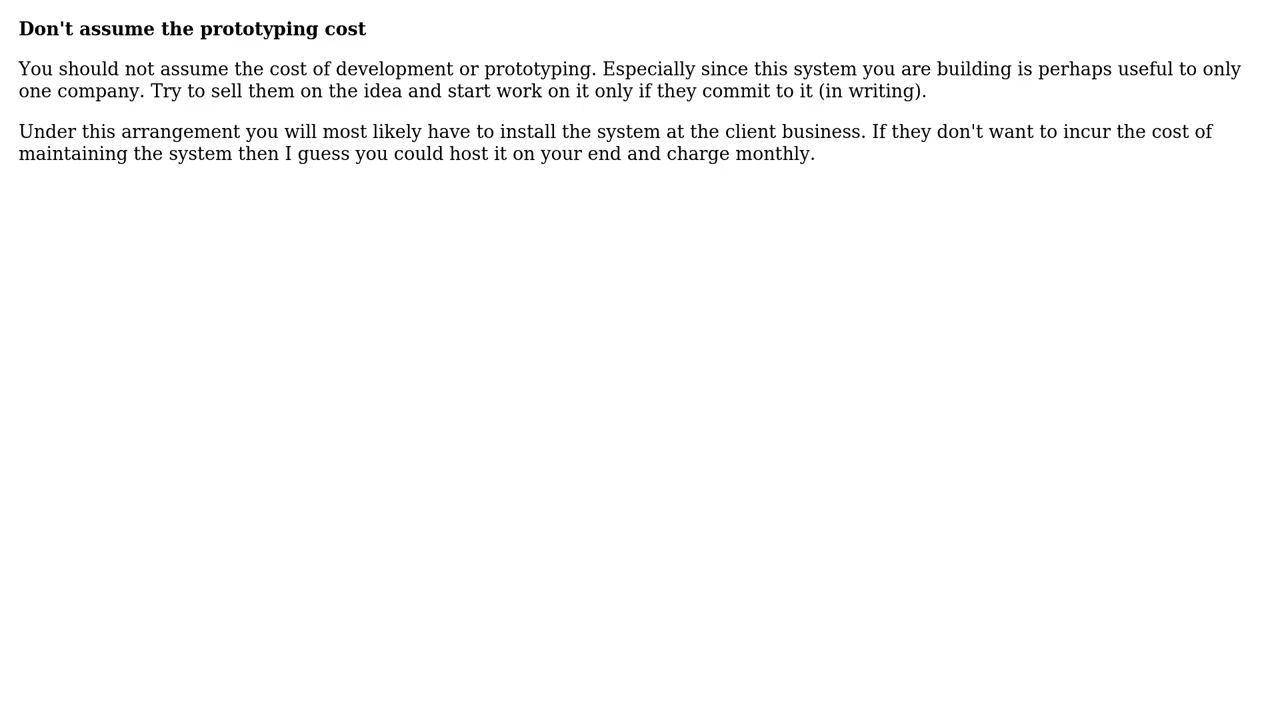 Don't assume the prototyping cost
You should not assume the cost of development or prototyping. Especially since this system you are building is perhaps useful to only
one company. Try to sell them on the idea and start work on it only if they commit to it (in writing).
Under this arrangement you will most likely have to install the system at the client business. If they don't want to incur the cost of
maintaining the system then I guess you could host it on your end and charge monthly.